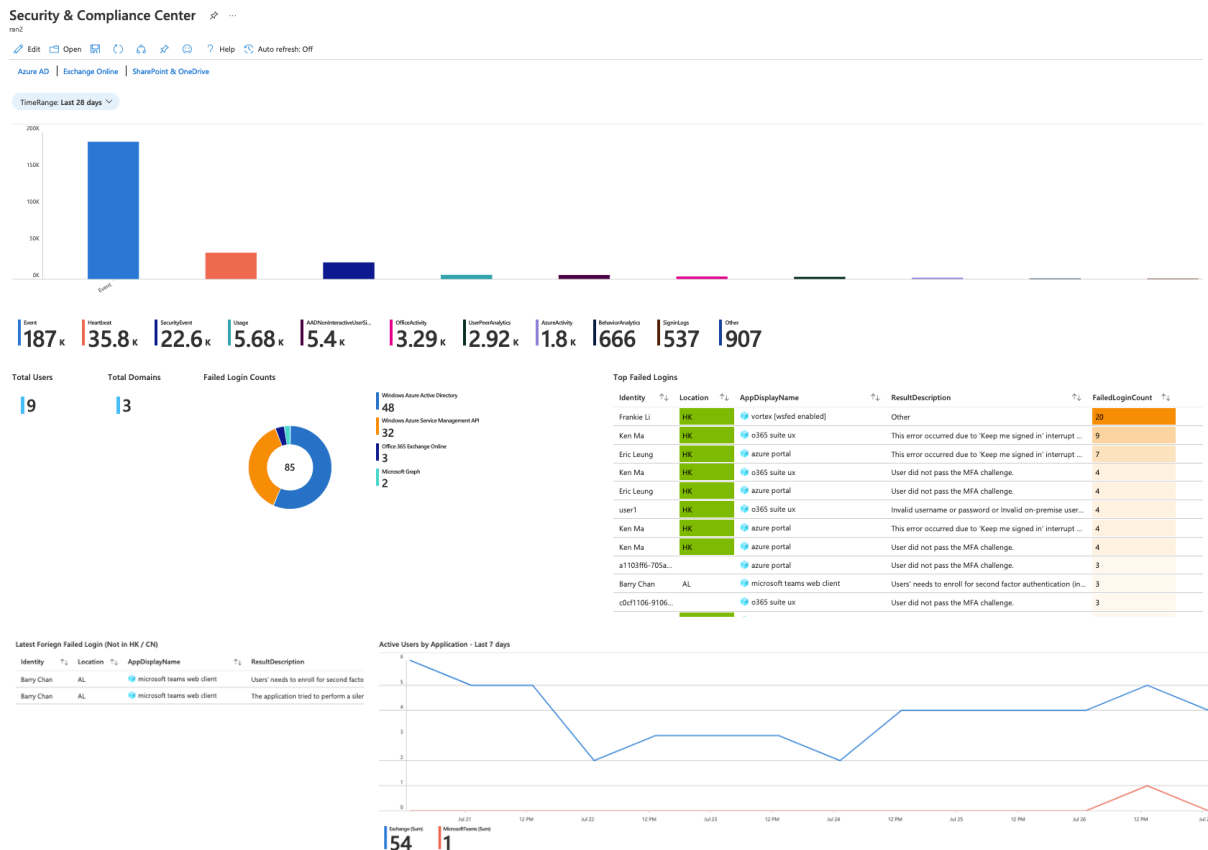 Security & Compliance Center ...
ran2
Edit Open ? Help Auto refresh: Off
Azure AD | Exchange Online | SharePoint & OneDrive
TimeRange: Last 28 days
200K
150K
100K
50K
0K
Event
Event
187 K
Heartbeat
35.8 K
SecurityEvent
22.6 K
Usage
5.68 K
AADNonInteractiveUserSi...
5.4 K
OfficeActivity
3.29 K
UserPeerAnalytics
2.92 K
AzureActivity
1.8 K
BehaviorAnalytics
666
SigninLogs
537
Other
907
Total Users
9
Total Domains
3
Failed Login Counts
85
Windows Azure Active Directory
48
Windows Azure Service Management API
32
Office 365 Exchange Online
3
Microsoft Graph
2
Top Failed Logins
Identity Location AppDisplayName ResultDescription FailedLoginCount
Frankie Li HK vortex [wsfed enabled] Other 20
Ken Ma HK o365 suite ux This error occurred due to 'Keep me signed in' interrupt ... 9
Eric Leung HK azure portal This error occurred due to 'Keep me signed in' interrupt ... 7
Ken Ma HK o365 suite ux User did not pass the MFA challenge. 4
Eric Leung HK azure portal User did not pass the MFA challenge. 4
user1 HK o365 suite ux Invalid username or password or Invalid on-premise user... 4
Ken Ma HK azure portal This error occurred due to 'Keep me signed in' interrupt ... 4
Ken Ma HK azure portal User did not pass the MFA challenge. 4
a1103ff6-705a... azure portal User did not pass the MFA challenge. 3
Barry Chan AL microsoft teams web client Users' needs to enroll for second factor authentication (in... 3
c0cf1106-9106... o365 suite ux User did not pass the MFA challenge. 3
Latest Foriegn Failed Login (Not in HK / CN)
Identity Location AppDisplayName ResultDescription
Barry Chan AL microsoft teams web client Users' needs to enroll for second facto
Barry Chan AL microsoft teams web client The application tried to perform a siler
Active Users by Application - Last 7 days
6
5
4
3
2
1
0
Jul 21 12 PM Jul 22 12 PM Jul 23 12 PM Jul 24 12 PM Jul 25 12 PM Jul 26 12 PM
Exchange (Sum)
54
MicrosoftTeams (Sum)
1